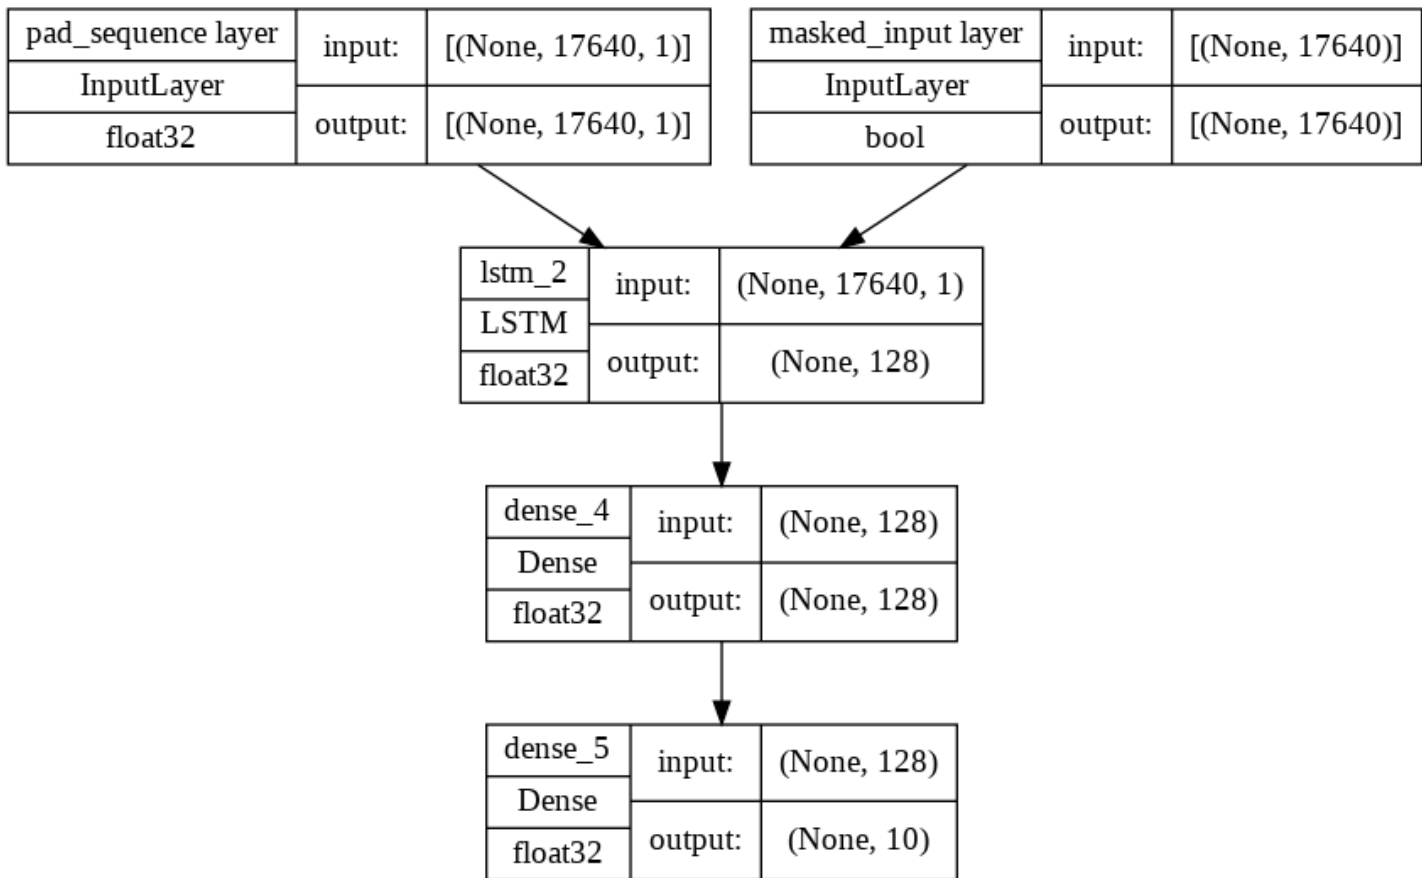 pad_sequence layer
InputLayer
float32
input:
[(None, 17640, 1)]
output:
[(None, 17640, 1)]
masked_input layer
InputLayer
bool
input:
[(None, 17640)]
output:
[(None, 17640)]
lstm_2
LSTM
float32
input:
(None, 17640, 1)
output:
(None, 128)
dense_4
Dense
float32
input:
(None, 128)
output:
(None, 128)
dense_5
Dense
float32
input:
(None, 128)
output:
(None, 10)